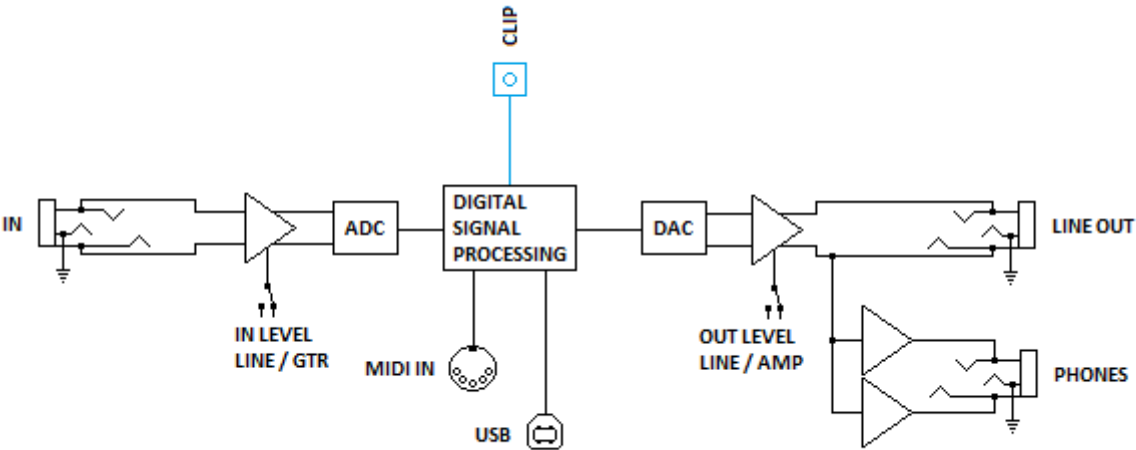 CLIP
IN
ADC
DIGITAL
SIGNAL
PROCESSING
DAC
LINE OUT
IN LEVEL
LINE / GTR
MIDI IN
USB
OUT LEVEL
LINE / AMP
PHONES